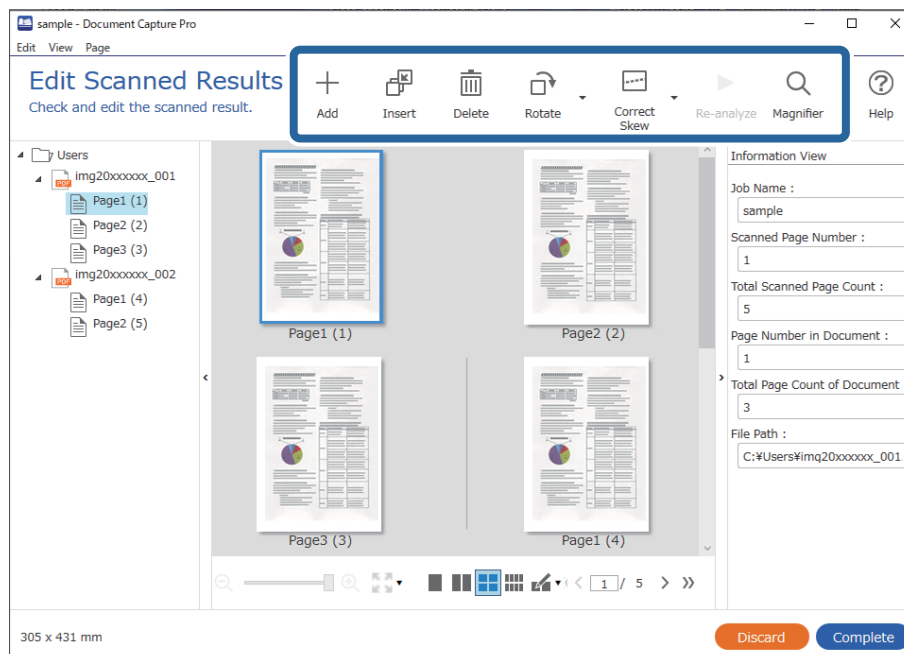 sample - Document Capture Pro
Edit View Page
Edit Scanned Results
Check and edit the scanned result.
Add
Insert
Delete
Rotate
Correct
Skew
Re-analyze
Magnifier
Help
Users
img20xxxxxx_001
Page1 (1)
Page2 (2)
Page3 (3)
img20xxxxxx_002
Page1 (4)
Page2 (5)
PDF
PDF
Page1 (1)
Page2 (2)
Page3 (3)
Page1 (4)
Information View
Job Name :
sample
Scanned Page Number :
1
Total Scanned Page Count :
5
Page Number in Document :
1
Total Page Count of Document
3
File Path :
C:¥Users¥img20xxxxxx_001.
1 / 5
305 x 431 mm
Discard
Complete